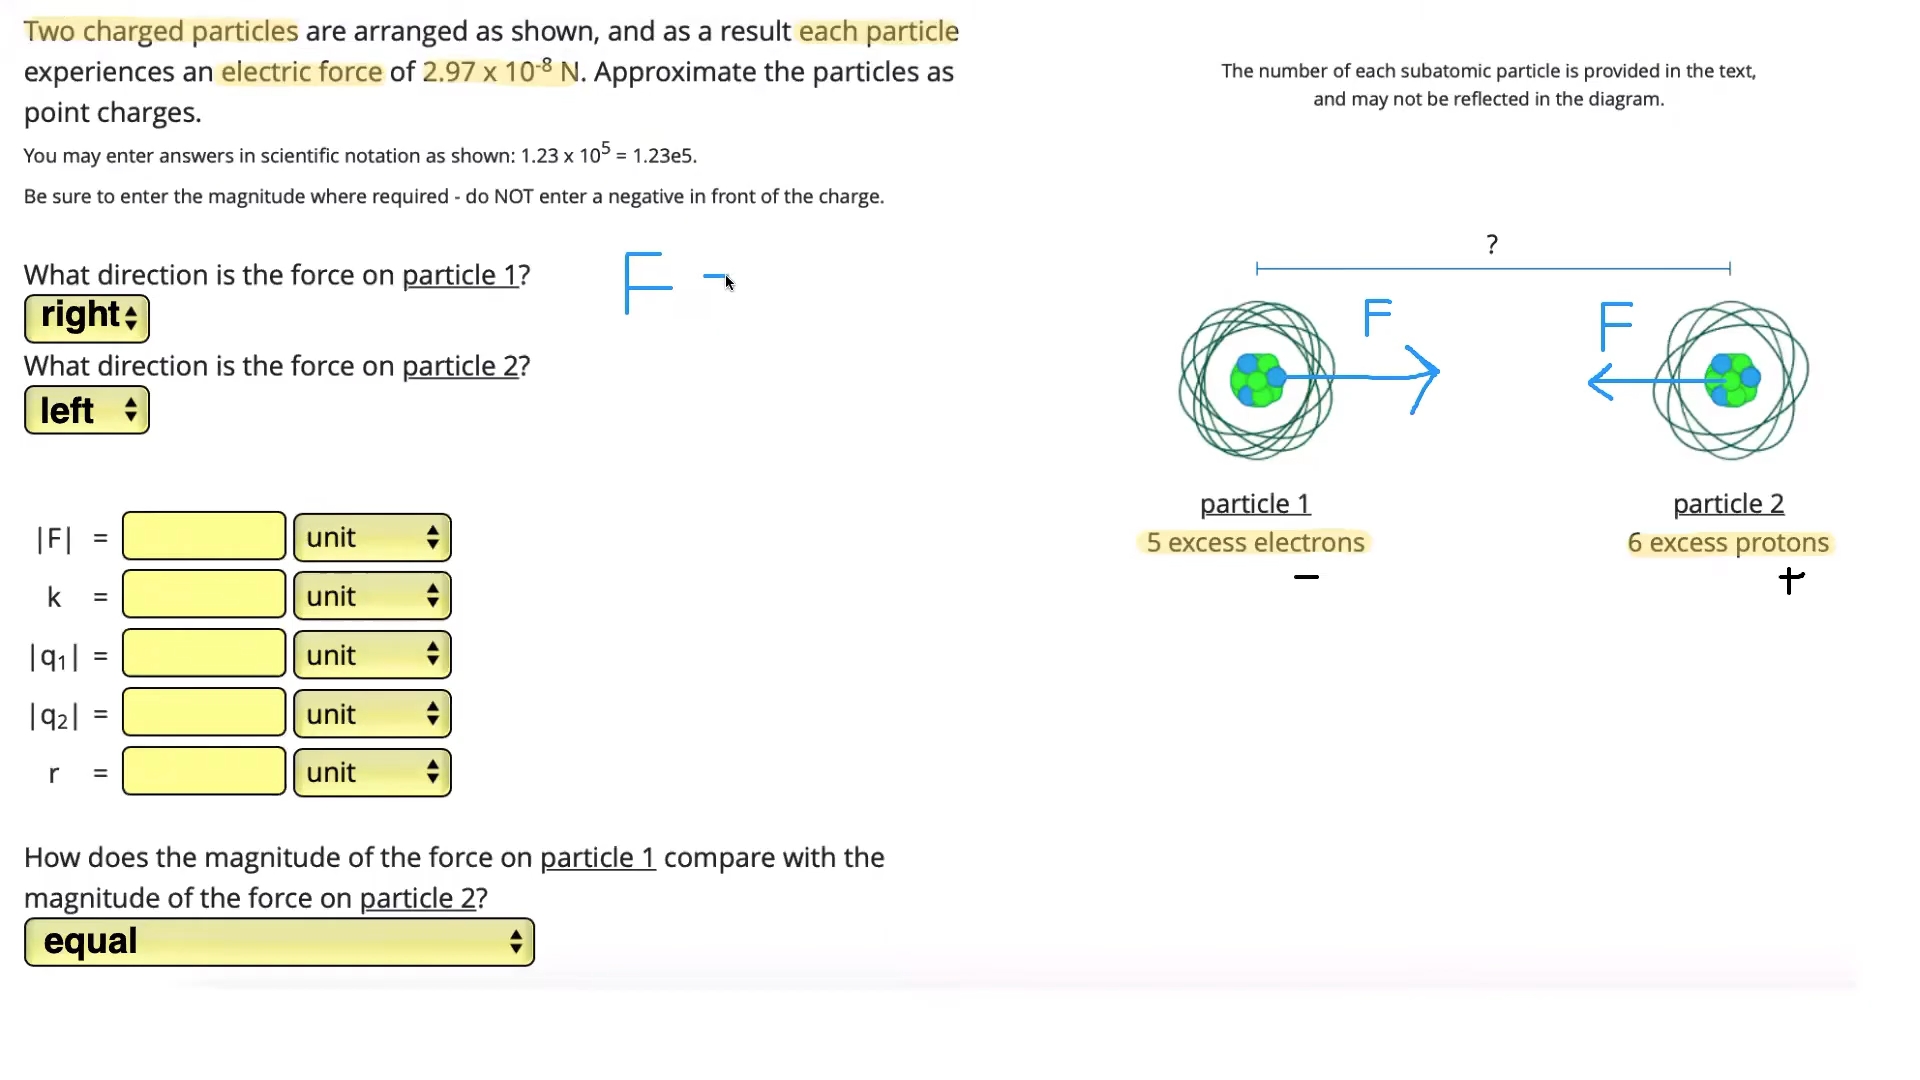 Two charged particles are arranged as shown, and as a result each particle
experiences an electric force of 2.97 x 10⁻⁸ N. Approximate the particles as
point charges.
You may enter answers in scientific notation as shown: 1.23 x 10⁵ = 1.23e5.
Be sure to enter the magnitude where required - do NOT enter a negative in front of the charge.
What direction is the force on particle 1?
right
What direction is the force on particle 2?
left
F -
|F| = unit
k = unit
|q₁| = unit
|q₂| = unit
r = unit
How does the magnitude of the force on particle 1 compare with the
magnitude of the force on particle 2?
equal
The number of each subatomic particle is provided in the text,
and may not be reflected in the diagram.
?
F F
particle 1 particle 2
5 excess electrons 6 excess protons
− +